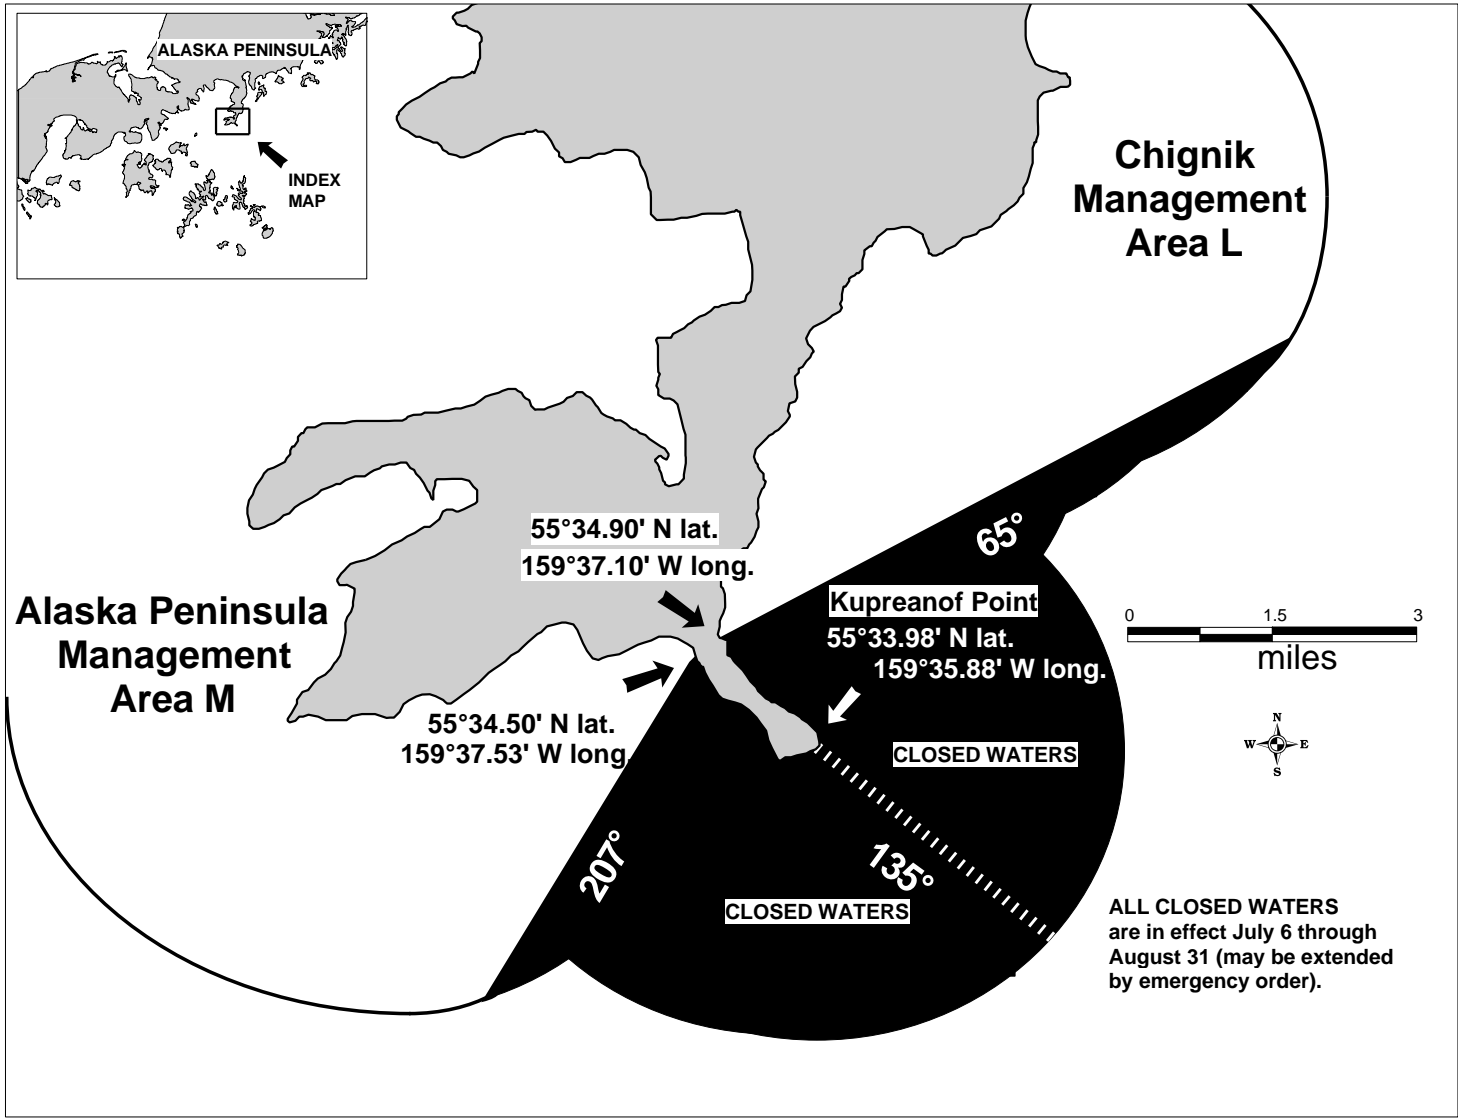 ALASKA PENINSULA
INDEX
MAP
Chignik
Management
Area L
65°
55°34.90' N lat.
159°37.10' W long.
Kupreanof Point
55°33.98' N lat.
159°35.88' W long.
0 1.5 3
miles
Alaska Peninsula
Management
Area M
55°34.50' N lat.
159°37.53' W long.
N
W E
S
CLOSED WATERS
207°
135°
CLOSED WATERS
ALL CLOSED WATERS
are in effect July 6 through
August 31 (may be extended
by emergency order).